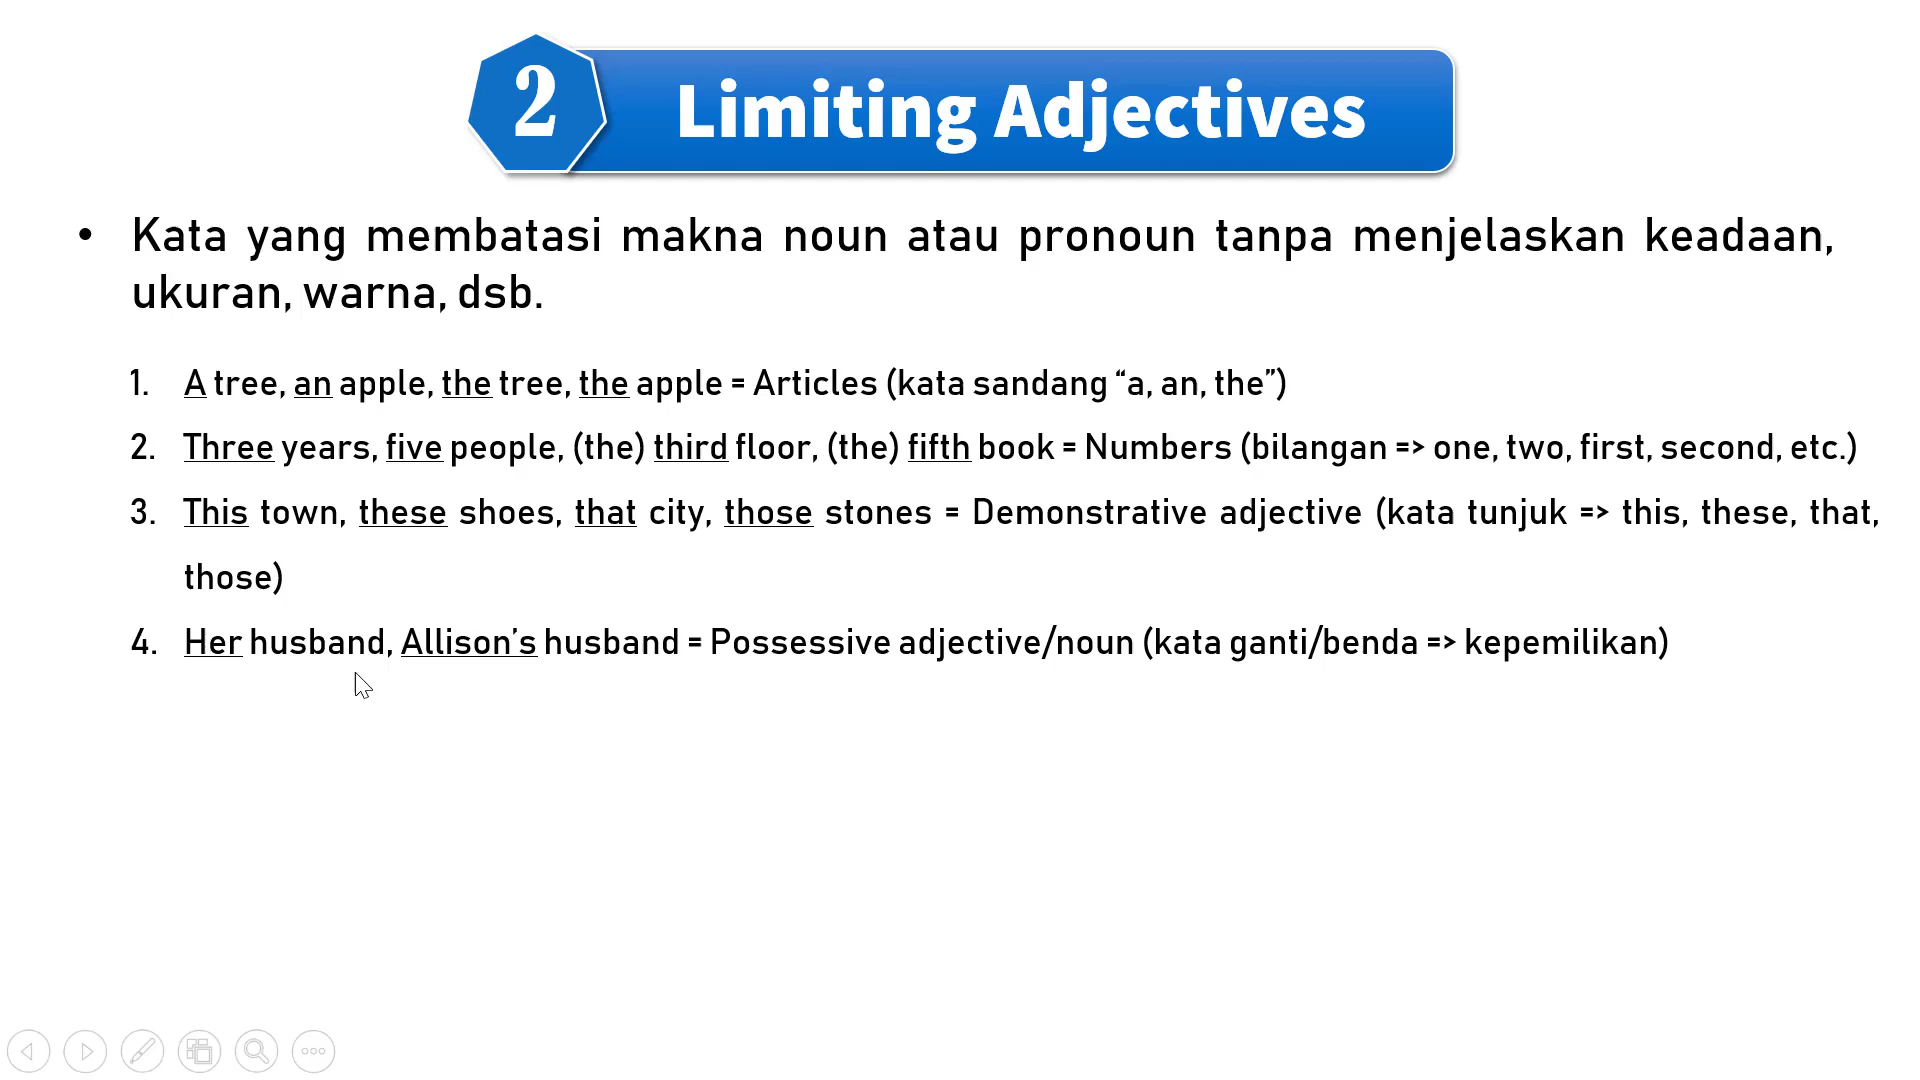 2 Limiting Adjectives
• Kata yang membatasi makna noun atau pronoun tanpa menjelaskan keadaan,
ukuran, warna, dsb.
1. A tree, an apple, the tree, the apple = Articles (kata sandang “a, an, the”)
2. Three years, five people, (the) third floor, (the) fifth book = Numbers (bilangan => one, two, first, second, etc.)
3. This town, these shoes, that city, those stones = Demonstrative adjective (kata tunjuk => this, these, that,
those)
4. Her husband, Allison’s husband = Possessive adjective/noun (kata ganti/benda => kepemilikan)